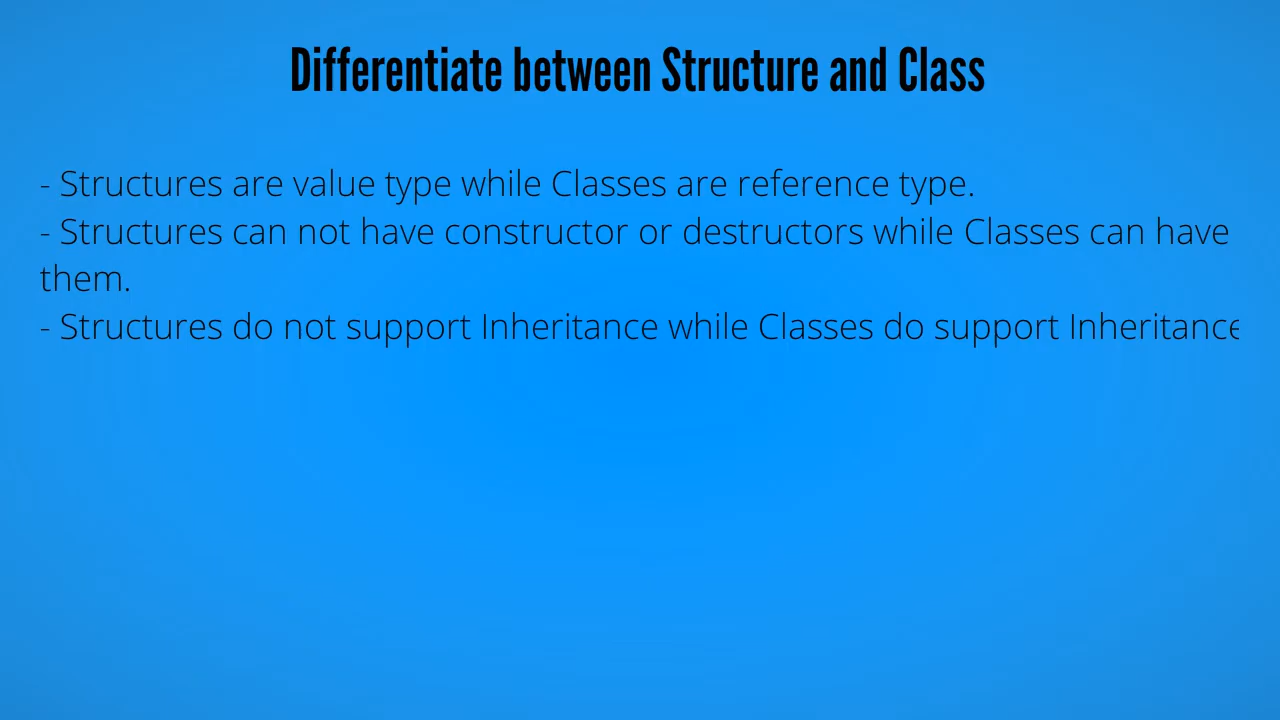 Differentiate between Structure and Class
- Structures are value type while Classes are reference type.
- Structures can not have constructor or destructors while Classes can have
them.
- Structures do not support Inheritance while Classes do support Inheritance